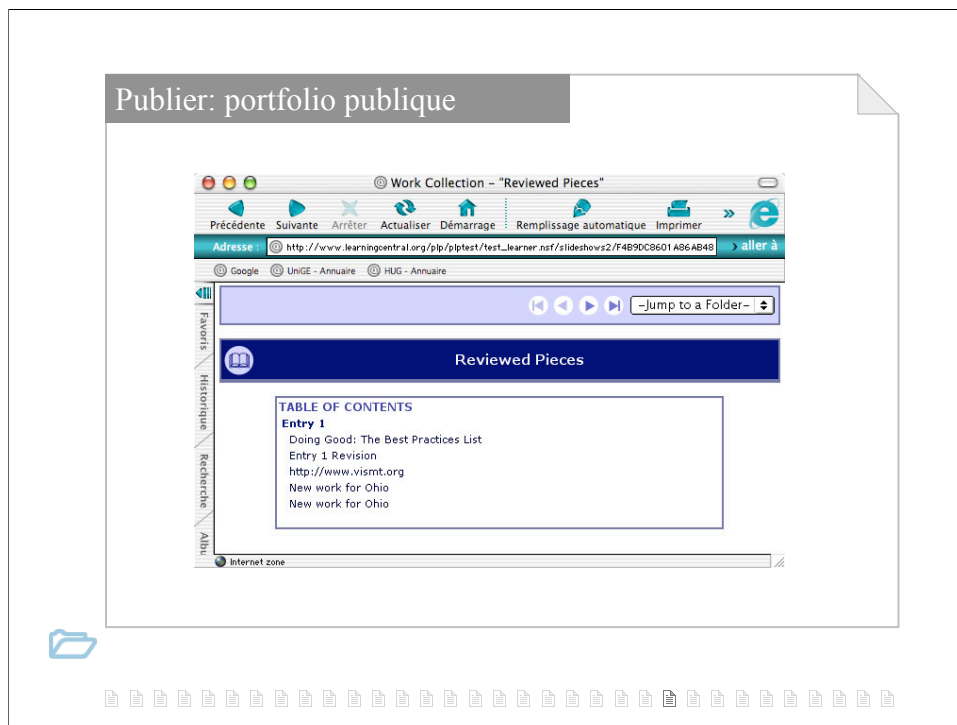 Publier: portfolio publique
@ Work Collection – "Reviewed Pieces"
Précédente Suivante Arrêter Actualiser Démarrage Remplissage automatique Imprimer »
Adresse : @ http://www.learningcentral.org/plp/plptest/test_learner.nsf/slideshows2/F4B9DC8601A86AB48 › aller à
@ Google @ UniGE - Annuaire @ HUG - Annuaire
Favoris
Historique
Recherche
Albu
-Jump to a Folder-
Reviewed Pieces
TABLE OF CONTENTS
Entry 1
Doing Good: The Best Practices List
Entry 1 Revision
http://www.vismt.org
New work for Ohio
New work for Ohio
Internet zone